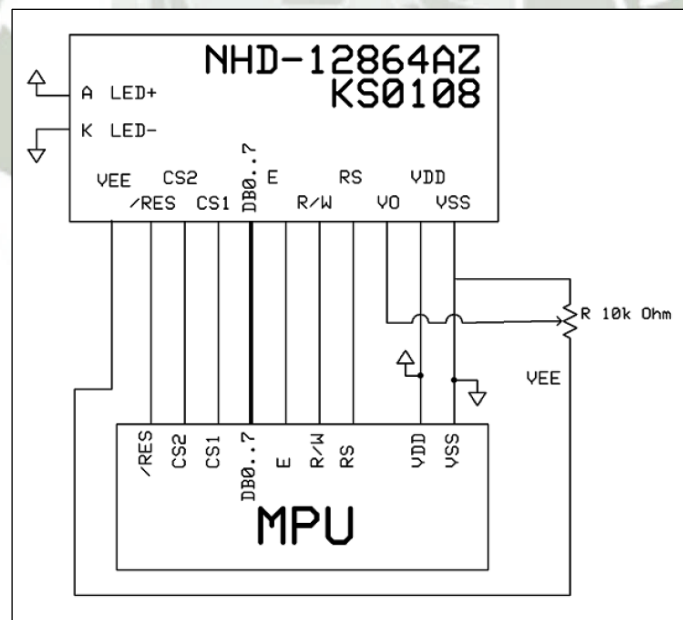 NHD-12864AZ
KS0108
A LED+
K LED-
VEE
/RES
CS2
CS1
DB0..7
E
R/W
RS
VO
VDD
VSS
R 10k Ohm
VEE
/RES
CS2
CS1
DB0..7
E
R/W
RS
VDD
VSS
MPU